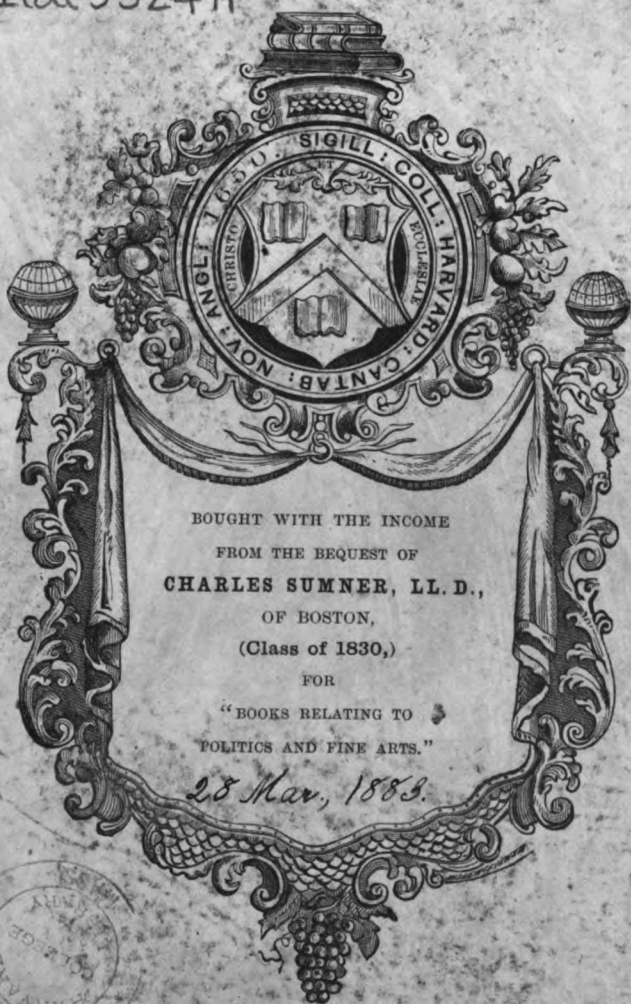 SIGILL: COLL: HARVARD: CANTAB: NOV: ANGL: 1650.
CHRISTO
ET
ECCLESIAE
BOUGHT WITH THE INCOME
FROM THE BEQUEST OF
CHARLES SUMNER, LL. D.,
OF BOSTON,
(Class of 1830,)
FOR
"BOOKS RELATING TO
POLITICS AND FINE ARTS."
28 Mar., 1883.